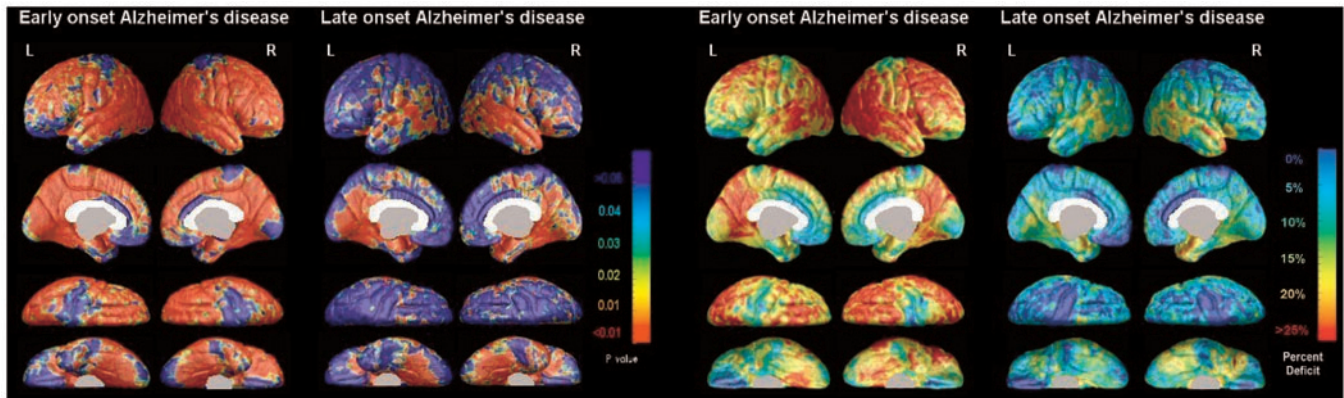 Early onset Alzheimer's disease
Late onset Alzheimer's disease
L
R
L
R
>0.05
0.04
0.03
0.02
0.01
<0.01
P value
Early onset Alzheimer's disease
Late onset Alzheimer's disease
L
R
L
R
0%
5%
10%
15%
20%
>25%
Percent
Deficit